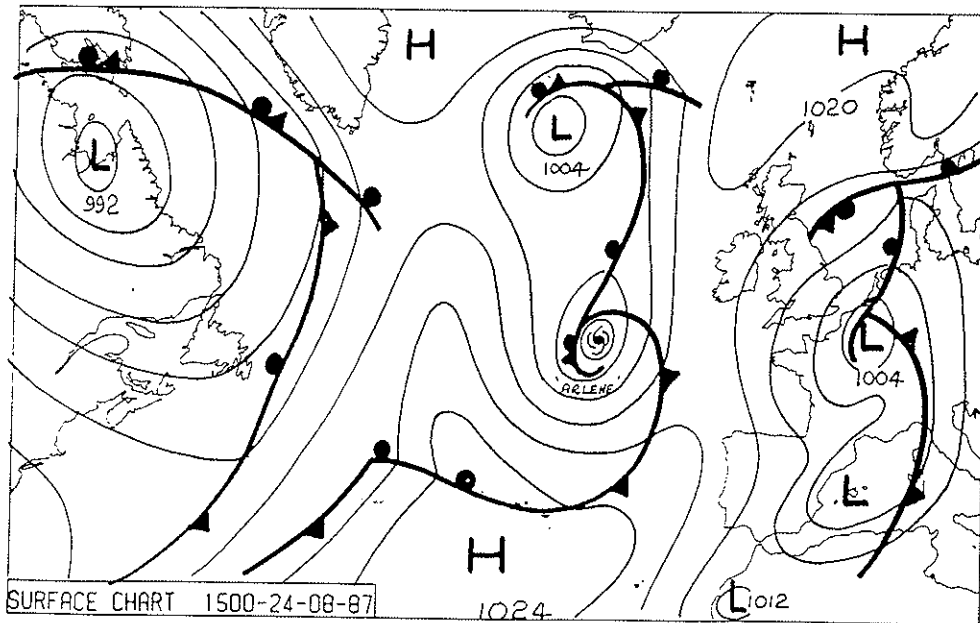 H
H
1020
L
1004
L
992
ARLENE
L
1004
L
H
SURFACE CHART 1500-24-08-87
1024
L1012